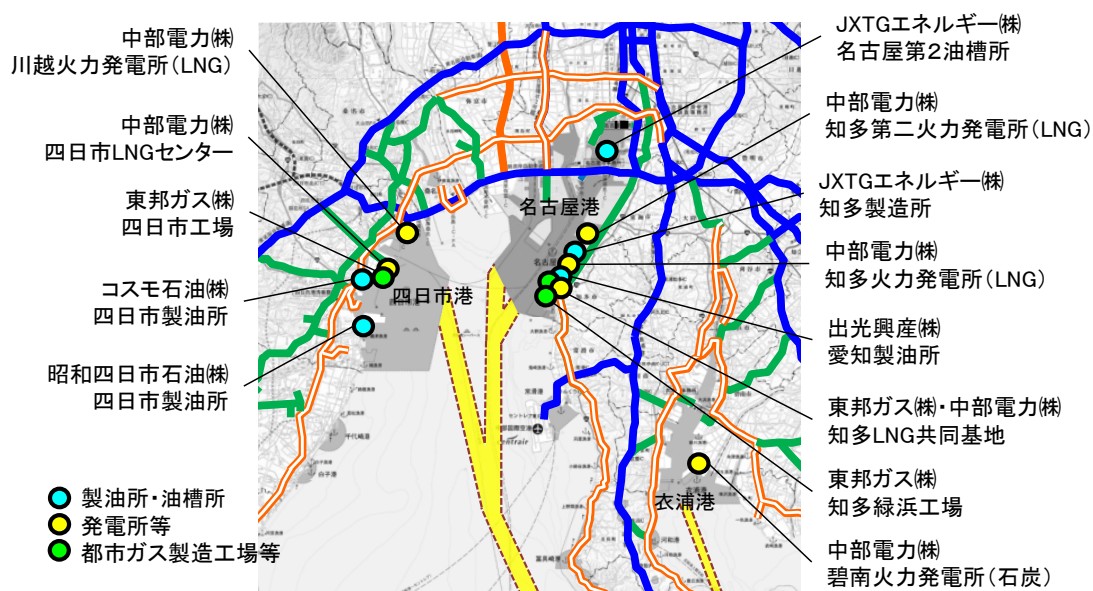 中部電力㈱
川越火力発電所（LNG）
中部電力㈱
四日市LNGセンター
東邦ガス㈱
四日市工場
コスモ石油㈱
四日市製油所
昭和四日市石油㈱
四日市製油所
製油所・油槽所
発電所等
都市ガス製造工場等
名古屋港
四日市港
衣浦港
JXTGエネルギー㈱
名古屋第２油槽所
中部電力㈱
知多第二火力発電所（LNG）
JXTGエネルギー㈱
知多製造所
中部電力㈱
知多火力発電所（LNG）
出光興産㈱
愛知製油所
東邦ガス㈱・中部電力㈱
知多LNG共同基地
東邦ガス㈱
知多緑浜工場
中部電力㈱
碧南火力発電所（石炭）